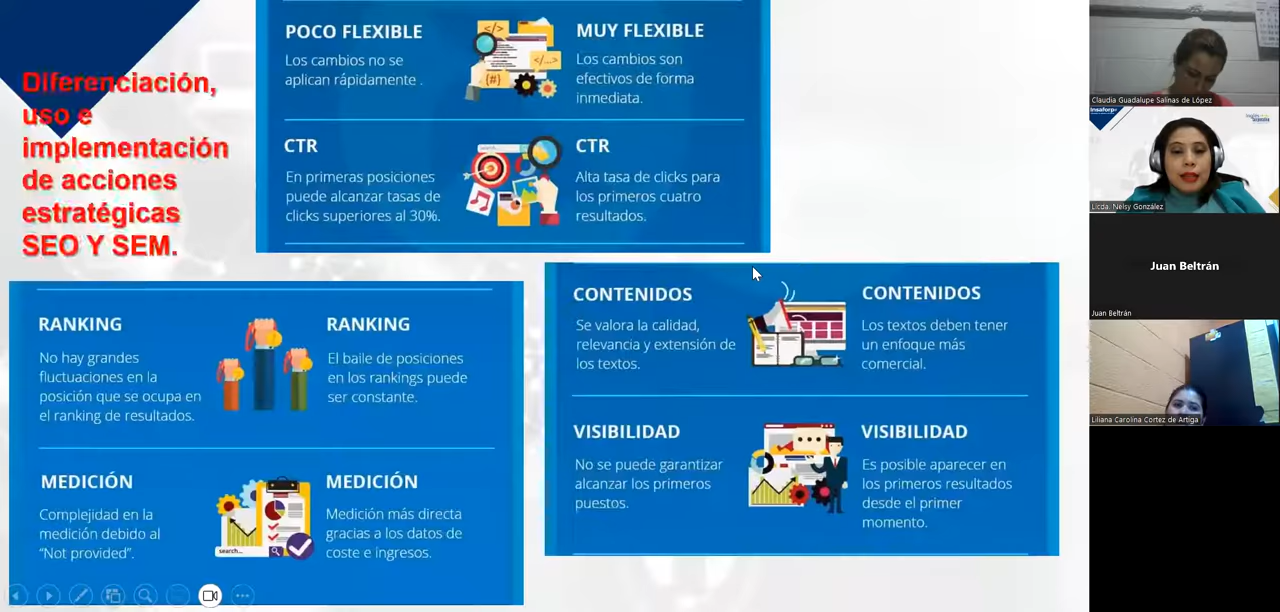 Diferenciación,
uso e
implementación
de acciones
estratégicas
SEO Y SEM.
POCO FLEXIBLE
Los cambios no se
aplican rápidamente .
MUY FLEXIBLE
Los cambios son
efectivos de forma
inmediata.
CTR
En primeras posiciones
puede alcanzar tasas de
clicks superiores al 30%.
CTR
Alta tasa de clicks para
los primeros cuatro
resultados.
RANKING
No hay grandes
fluctuaciones en la
posición que se ocupa en
el ranking de resultados.
RANKING
El baile de posiciones
en los rankings puede
ser constante.
MEDICIÓN
Complejidad en la
medición debido al
“Not provided”.
search...
MEDICIÓN
Medición más directa
gracias a los datos de
coste e ingresos.
CONTENIDOS
Se valora la calidad,
relevancia y extensión de
los textos.
CONTENIDOS
Los textos deben tener
un enfoque más
comercial.
VISIBILIDAD
No se puede garantizar
alcanzar los primeros
puestos.
VISIBILIDAD
Es posible aparecer en
los primeros resultados
desde el primer
momento.
</>
</...>
(#)
Claudia Guadalupe Salinas de López
Insaforp
Licda. Nelsy González
Juan Beltrán
Juan Beltrán
Liliana Carolina Cortez de Artiga